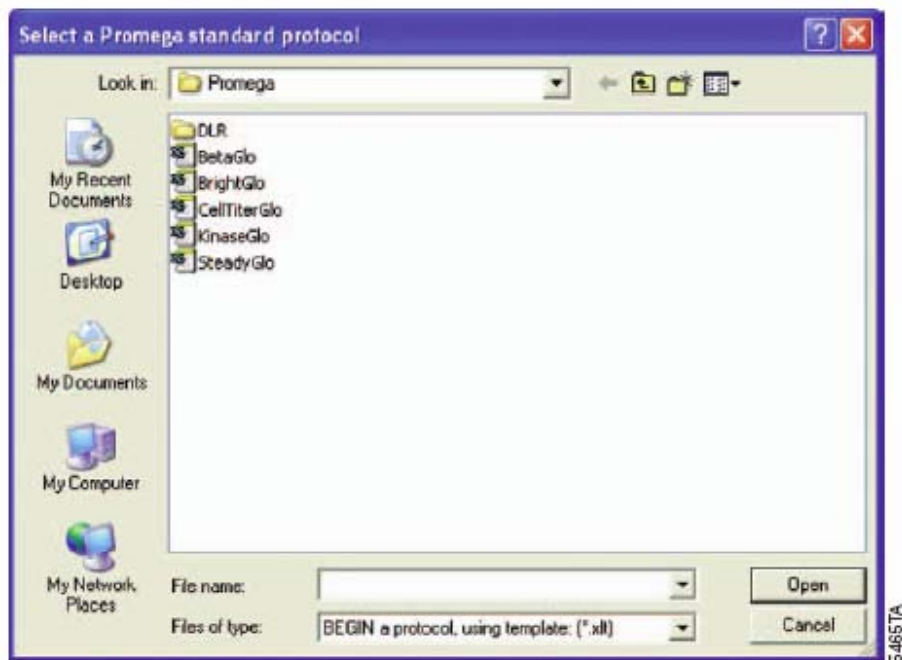 Select a Promega standard protocol
Look in:
Promega
DLR
BetaGlo
BrightGlo
CellTiterGlo
KinaseGlo
SteadyGlo
My Recent
Documents
Desktop
My Documents
My Computer
My Network
Places
File name:
Open
Files of type:
BEGIN a protocol, using template: (*.xlt)
Cancel
5465TA